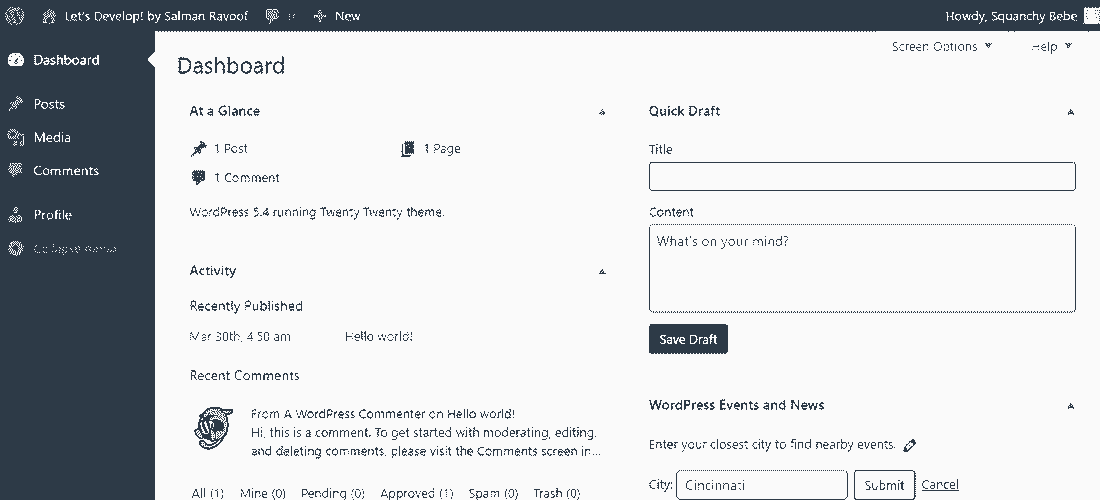 Let's Develop! by Salman Ravoof
New
Howdy, Squanchy Bebe
Screen Options
Help
Dashboard
Posts
Media
Comments
Profile
Collapse menu
Dashboard
At a Glance
1 Post
1 Page
1 Comment
WordPress 5.4 running Twenty Twenty theme.
Activity
Recently Published
Mar 30th, 4:50 am
Hello world!
Recent Comments
From A WordPress Commenter on Hello world!
Hi, this is a comment. To get started with moderating, editing,
and deleting comments, please visit the Comments screen in…
All (1) Mine (0) Pending (0) Approved (1) Spam (0) Trash (0)
Quick Draft
Title
Content
What's on your mind?
Save Draft
WordPress Events and News
Enter your closest city to find nearby events.
City: Cincinnati Submit Cancel